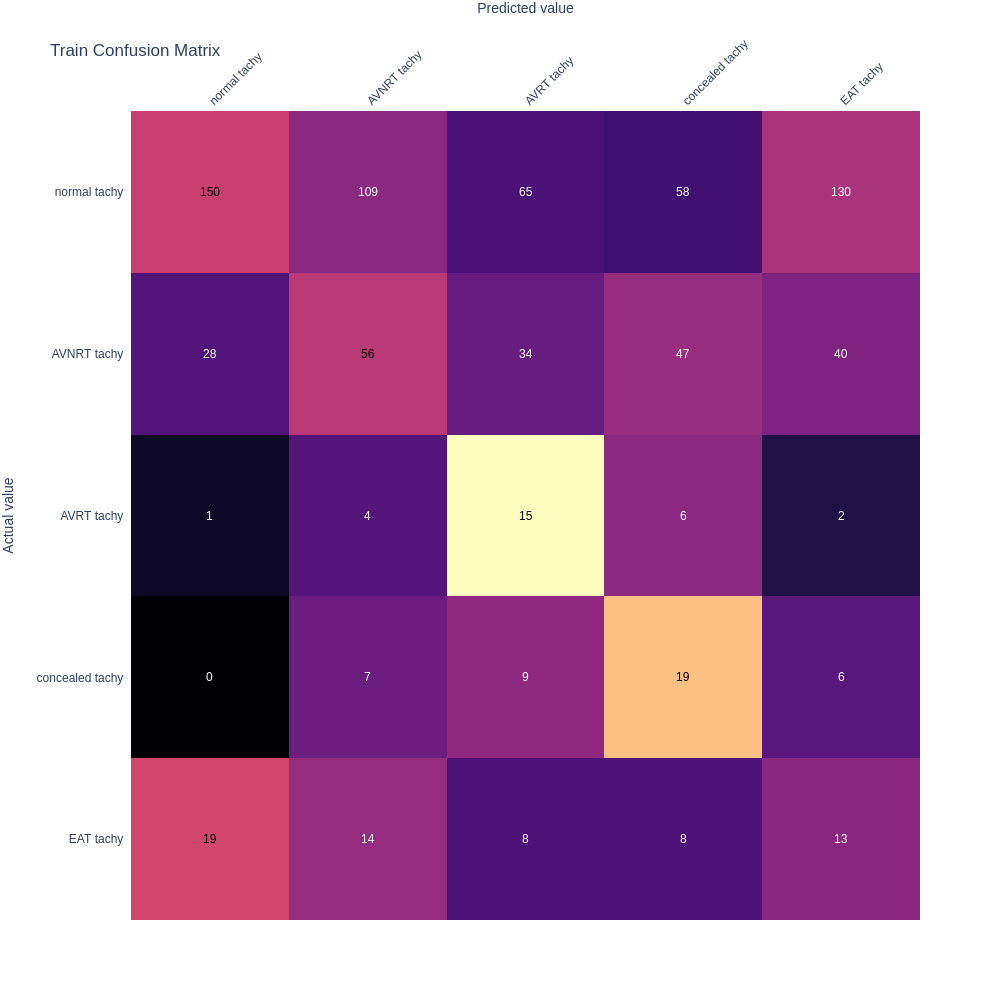 Predicted value
Train Confusion Matrix
normal tachy
AVNRT tachy
AVRT tachy
concealed tachy
EAT tachy
normal tachy 150 109 65 58 130
AVNRT tachy 28 56 34 47 40
Actual value
AVRT tachy 1 4 15 6 2
concealed tachy 0 7 9 19 6
EAT tachy 19 14 8 8 13